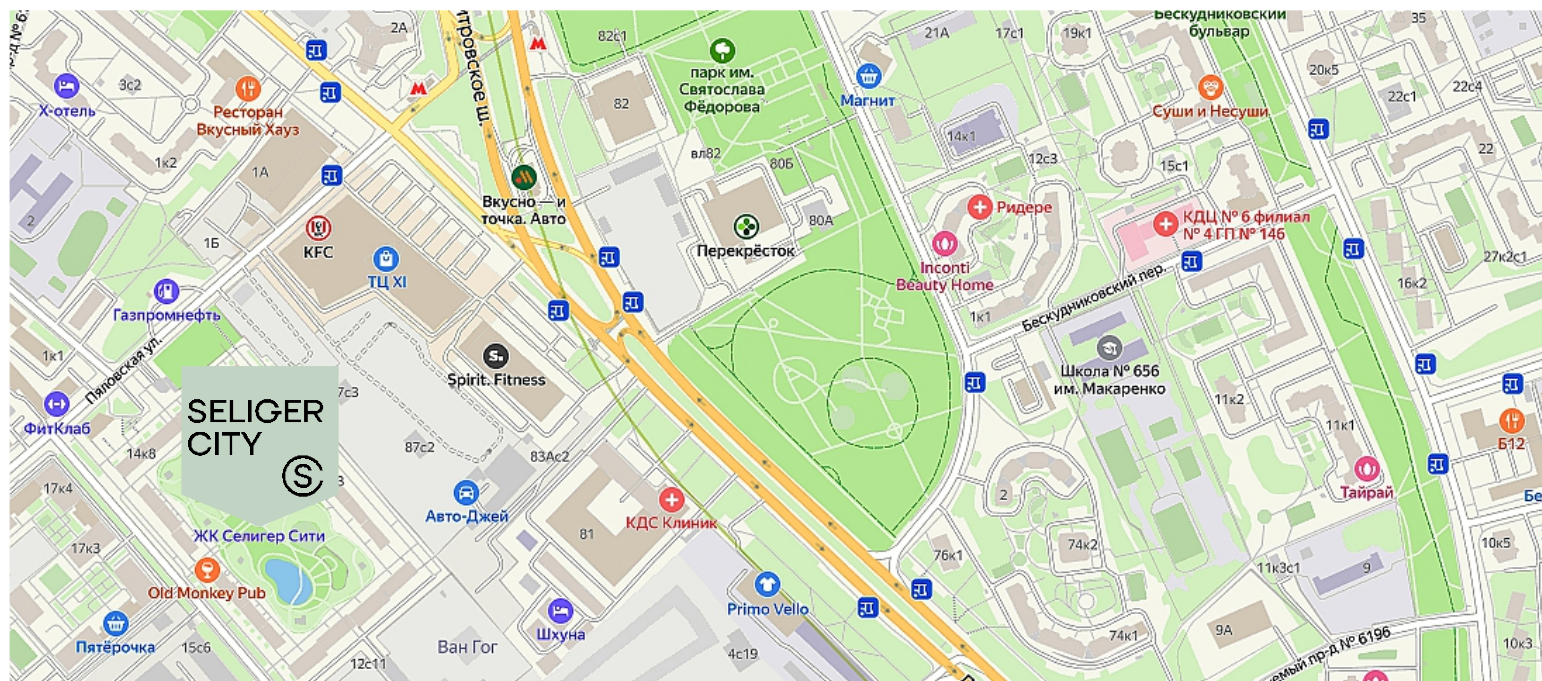 2А
3с2
Х-отель
Ресторан
Вкусный Хауз
1к2
1А
2
1Б
KFC
ТЦ XI
Газпромнефть
1к1
Пяловская ул.
ФитКлаб
14к8
17к4
17к3
SELIGER
CITY
ЖК Селигер Сити
Old Monkey Pub
Пятёрочка
15с6
12с11
Ван Гог
87с2
83Ас2
Авто-Джей
Spirit. Fitness
S.
81
КДС Клиник
Шхуна
Primo Vello
4с19
82с1
82
вл82
парк им.
Святослава
Фёдорова
80Б
80А
Перекрёсток
Вкусно — и
точка. Авто
Магнит
21А
17с1
19к1
14к1
12с3
15с1
Бескудниковский
бульвар
Суши и Несуши
35
20к5
22с1
22с4
22
Ридере
Inconti
Beauty Home
1к1
Бескудниковский пер.
КДЦ № 6 филиал
№ 4 ГП № 146
27к2с1
16к2
Школа № 656
им. Макаренко
11к2
11к1
Тайрай
Б12
2
76к1
74к2
74к1
11к3с1
9
9А
10к5
10к3